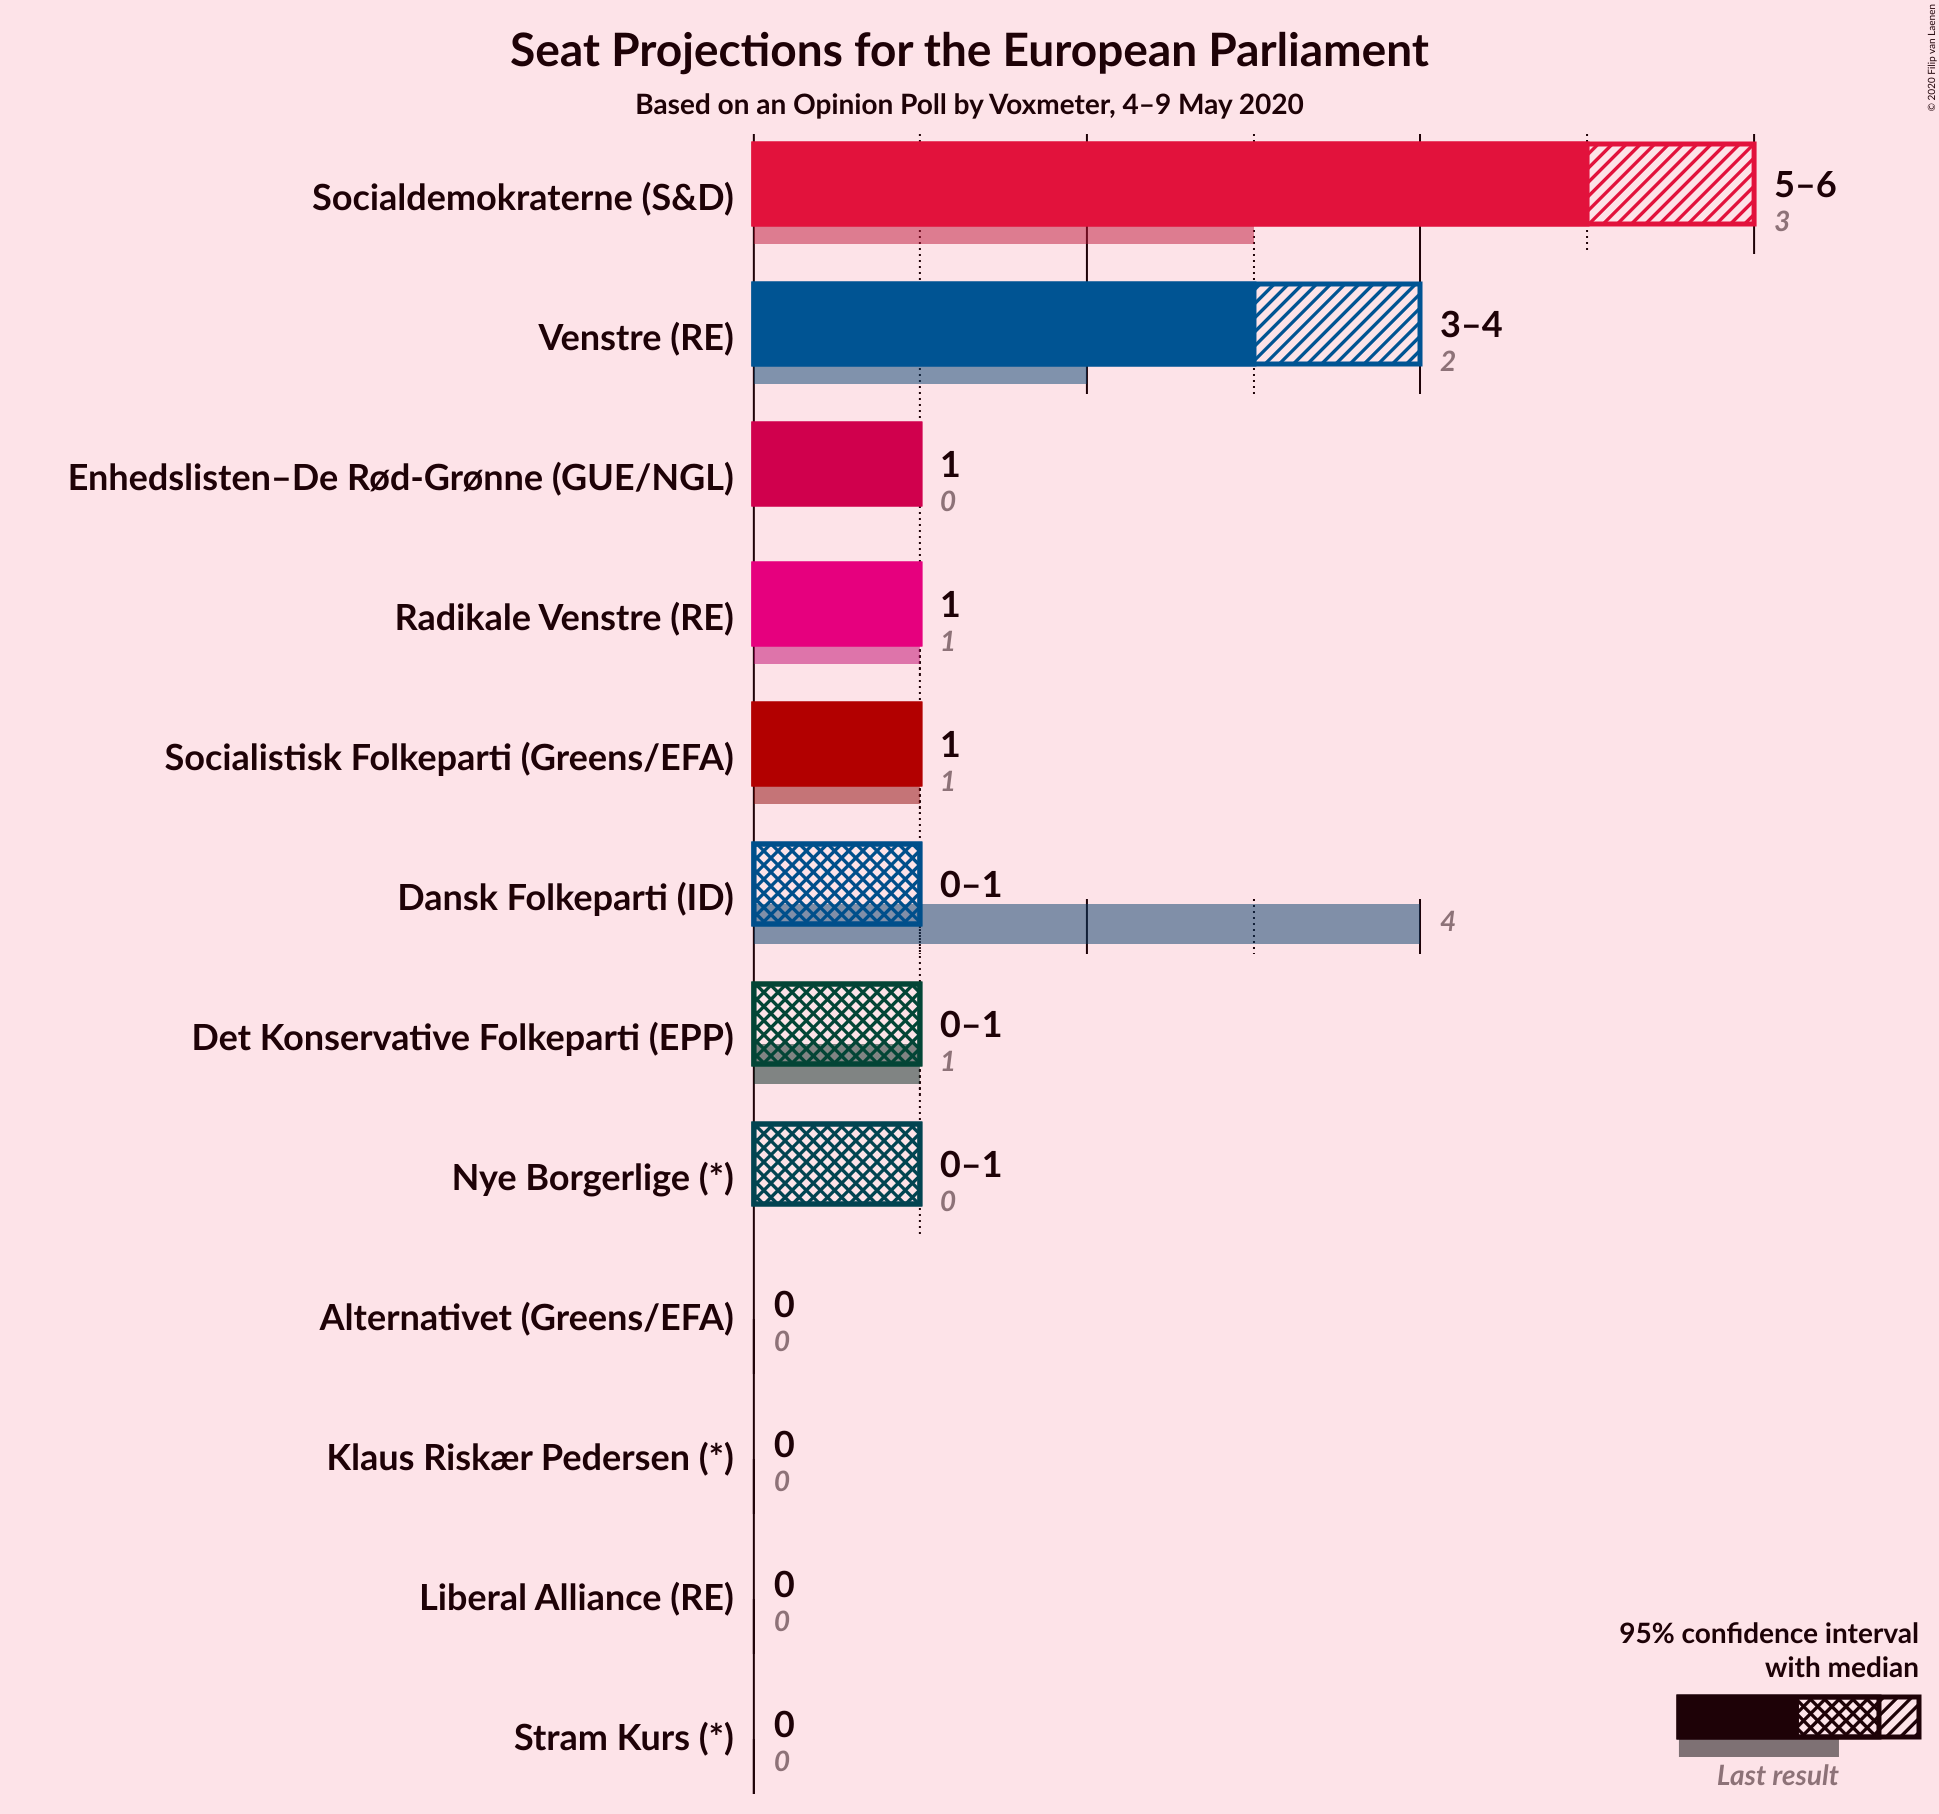 Seat Projections for the European Parliament
Based on an Opinion Poll by Voxmeter, 4–9 May 2020
© 2020 Filip van Laenen
Socialdemokraterne (S&D)
5–6
3
Venstre (RE)
3–4
2
Enhedslisten–De Rød-Grønne (GUE/NGL)
1
0
Radikale Venstre (RE)
1
1
Socialistisk Folkeparti (Greens/EFA)
1
1
Dansk Folkeparti (ID)
0–1
4
Det Konservative Folkeparti (EPP)
0–1
1
Nye Borgerlige (*)
0–1
0
Alternativet (Greens/EFA)
0
0
Klaus Riskær Pedersen (*)
0
0
Liberal Alliance (RE)
0
0
Stram Kurs (*)
0
0
95% confidence interval
with median
Last result